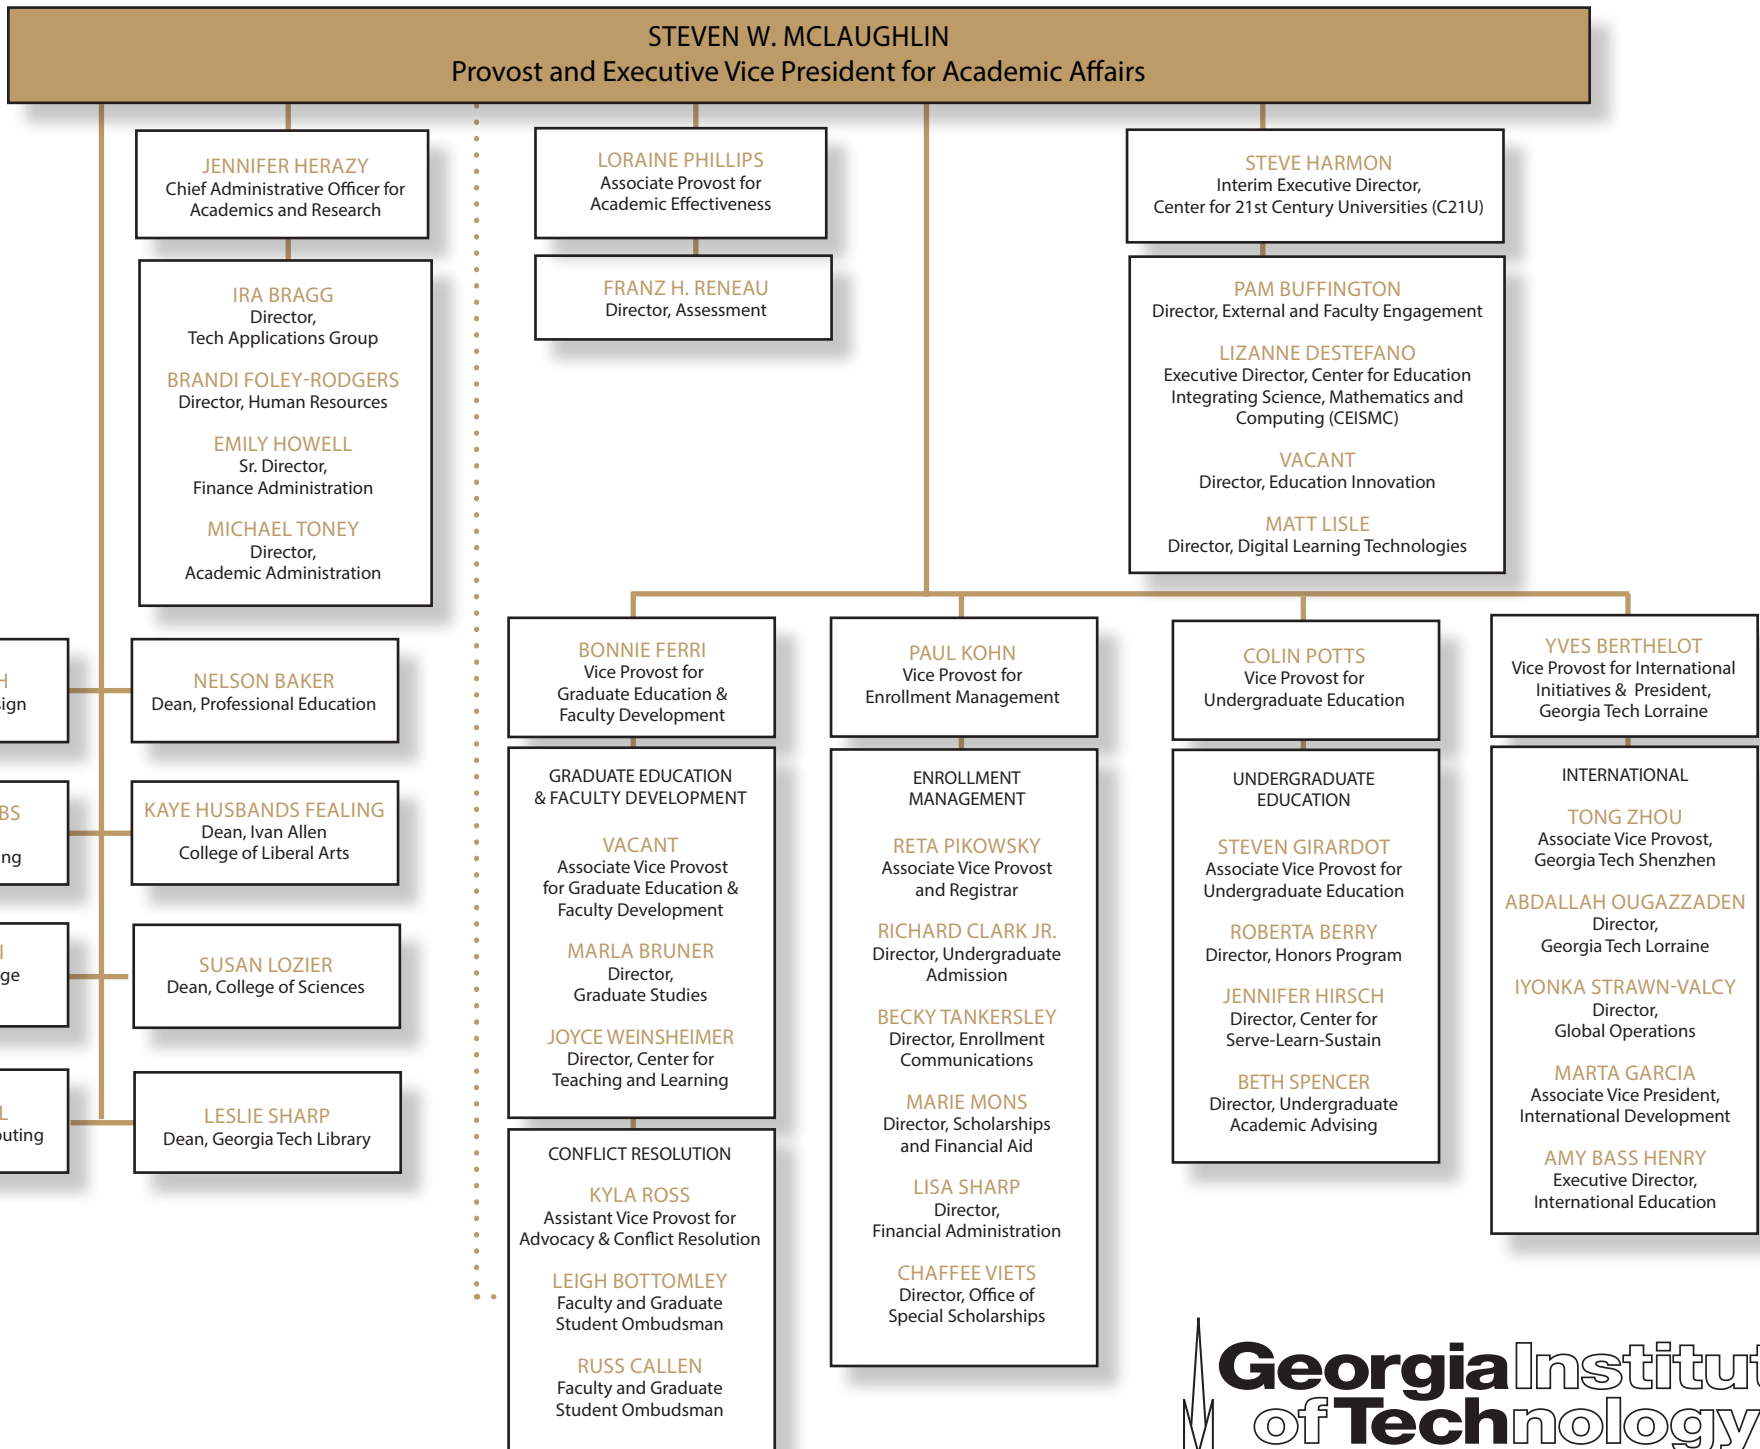 STEVEN W. MCLAUGHLIN
Provost and Executive Vice President for Academic Affairs
JENNIFER HERAZY
Chief Administrative Officer for
Academics and Research
IRA BRAGG
Director,
Tech Applications Group
BRANDI FOLEY-RODGERS
Director, Human Resources
EMILY HOWELL
Sr. Director,
Finance Administration
MICHAEL TONEY
Director,
Academic Administration
LORAINE PHILLIPS
Associate Provost for
Academic Effectiveness
FRANZ H. RENEAU
Director, Assessment
STEVE HARMON
Interim Executive Director,
Center for 21st Century Universities (C21U)
PAM BUFFINGTON
Director, External and Faculty Engagement
LIZANNE DESTEFANO
Executive Director, Center for Education
Integrating Science, Mathematics and
Computing (CEISMC)
VACANT
Director, Education Innovation
MATT LISLE
Director, Digital Learning Technologies
NELSON BAKER
Dean, Professional Education
KAYE HUSBANDS FEALING
Dean, Ivan Allen
College of Liberal Arts
SUSAN LOZIER
Dean, College of Sciences
LESLIE SHARP
Dean, Georgia Tech Library
BONNIE FERRI
Vice Provost for
Graduate Education &
Faculty Development
GRADUATE EDUCATION
& FACULTY DEVELOPMENT
VACANT
Associate Vice Provost
for Graduate Education &
Faculty Development
MARLA BRUNER
Director,
Graduate Studies
JOYCE WEINSHEIMER
Director, Center for
Teaching and Learning
CONFLICT RESOLUTION
KYLA ROSS
Assistant Vice Provost for
Advocacy & Conflict Resolution
LEIGH BOTTOMLEY
Faculty and Graduate
Student Ombudsman
RUSS CALLEN
Faculty and Graduate
Student Ombudsman
PAUL KOHN
Vice Provost for
Enrollment Management
ENROLLMENT
MANAGEMENT
RETA PIKOWSKY
Associate Vice Provost
and Registrar
RICHARD CLARK JR.
Director, Undergraduate
Admission
BECKY TANKERSLEY
Director, Enrollment
Communications
MARIE MONS
Director, Scholarships
and Financial Aid
LISA SHARP
Director,
Financial Administration
CHAFFEE VIETS
Director, Office of
Special Scholarships
COLIN POTTS
Vice Provost for
Undergraduate Education
UNDERGRADUATE
EDUCATION
STEVEN GIRARDOT
Associate Vice Provost for
Undergraduate Education
ROBERTA BERRY
Director, Honors Program
JENNIFER HIRSCH
Director, Center for
Serve-Learn-Sustain
BETH SPENCER
Director, Undergraduate
Academic Advising
YVES BERTHELOT
Vice Provost for International
Initiatives & President,
Georgia Tech Lorraine
INTERNATIONAL
TONG ZHOU
Associate Vice Provost,
Georgia Tech Shenzhen
ABDALLAH OUGAZZADEN
Director,
Georgia Tech Lorraine
IYONKA STRAWN-VALCY
Director,
Global Operations
MARTA GARCIA
Associate Vice President,
International Development
AMY BASS HENRY
Executive Director,
International Education
Georgia
of Technology